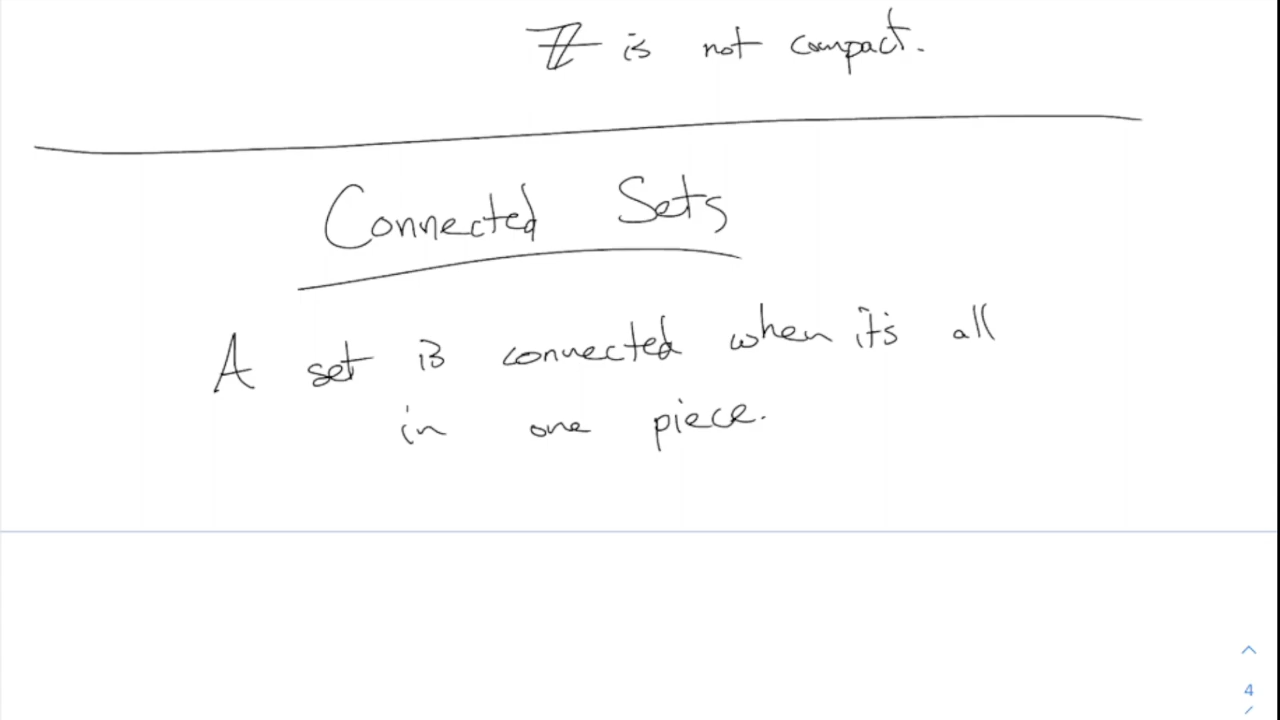 ℤ is not compact.
Connected Sets
A set is connected when it's all
in one piece.
4